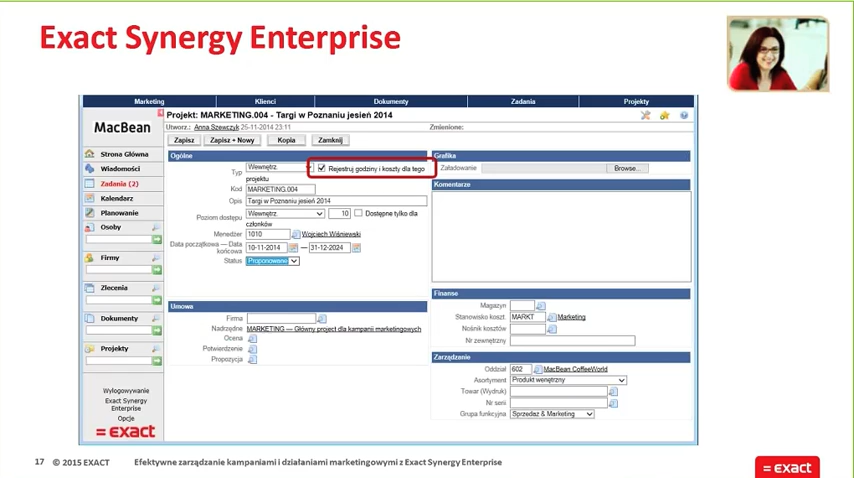 Exact Synergy Enterprise
Marketing Klienci Dokumenty Zadania Projekty
MacBean
Projekt: MARKETING.004 - Targi w Poznaniu jesień 2014
Utworz.: Anna Szewczyk 25-11-2014 23:11 Zmienione:
Zapisz Zapisz + Nowy Kopia Zamknij
Strona Główna
Wiadomości
Zadania (2)
Kalendarz
Planowanie
Osoby
Firmy
Zlecenia
Dokumenty
Projekty
Wylogowywanie
Exact Synergy
Enterprise
Opcje
= exact
Ogólne
Typ projektu Wewnętrz. Rejestruj godziny i koszty dla tego
Kod MARKETING.004
Opis Targi w Poznaniu jesień 2014
Poziom dostępu Wewnętrz. 10 Dostępne tylko dla
członków
Menedżer 1010 Wojciech Wiśniewski
Data początkowa — Data
końcowa 10-11-2014 — 31-12-2024
Status Proponowane
Umowa
Firma
Nadrzędne MARKETING — Główny project dla kampanii marketingowych
Ocena
Potwierdzenie
Propozycja
Grafika
Załadowanie Browse...
Komentarze
Finanse
Magazyn
Stanowisko koszt. MARKT Marketing
Nośnik kosztów
Nr zewnętrzny
Zarządzanie
Oddział 602 MacBean CoffeeWorld
Asortyment Produkt wenętrzny
Towar (Wydruk)
Nr serii
Grupa funkcyjna Sprzedaż & Marketing
17 © 2015 EXACT Efektywne zarządzanie kampaniami i działaniami marketingowymi z Exact Synergy Enterprise
= exact